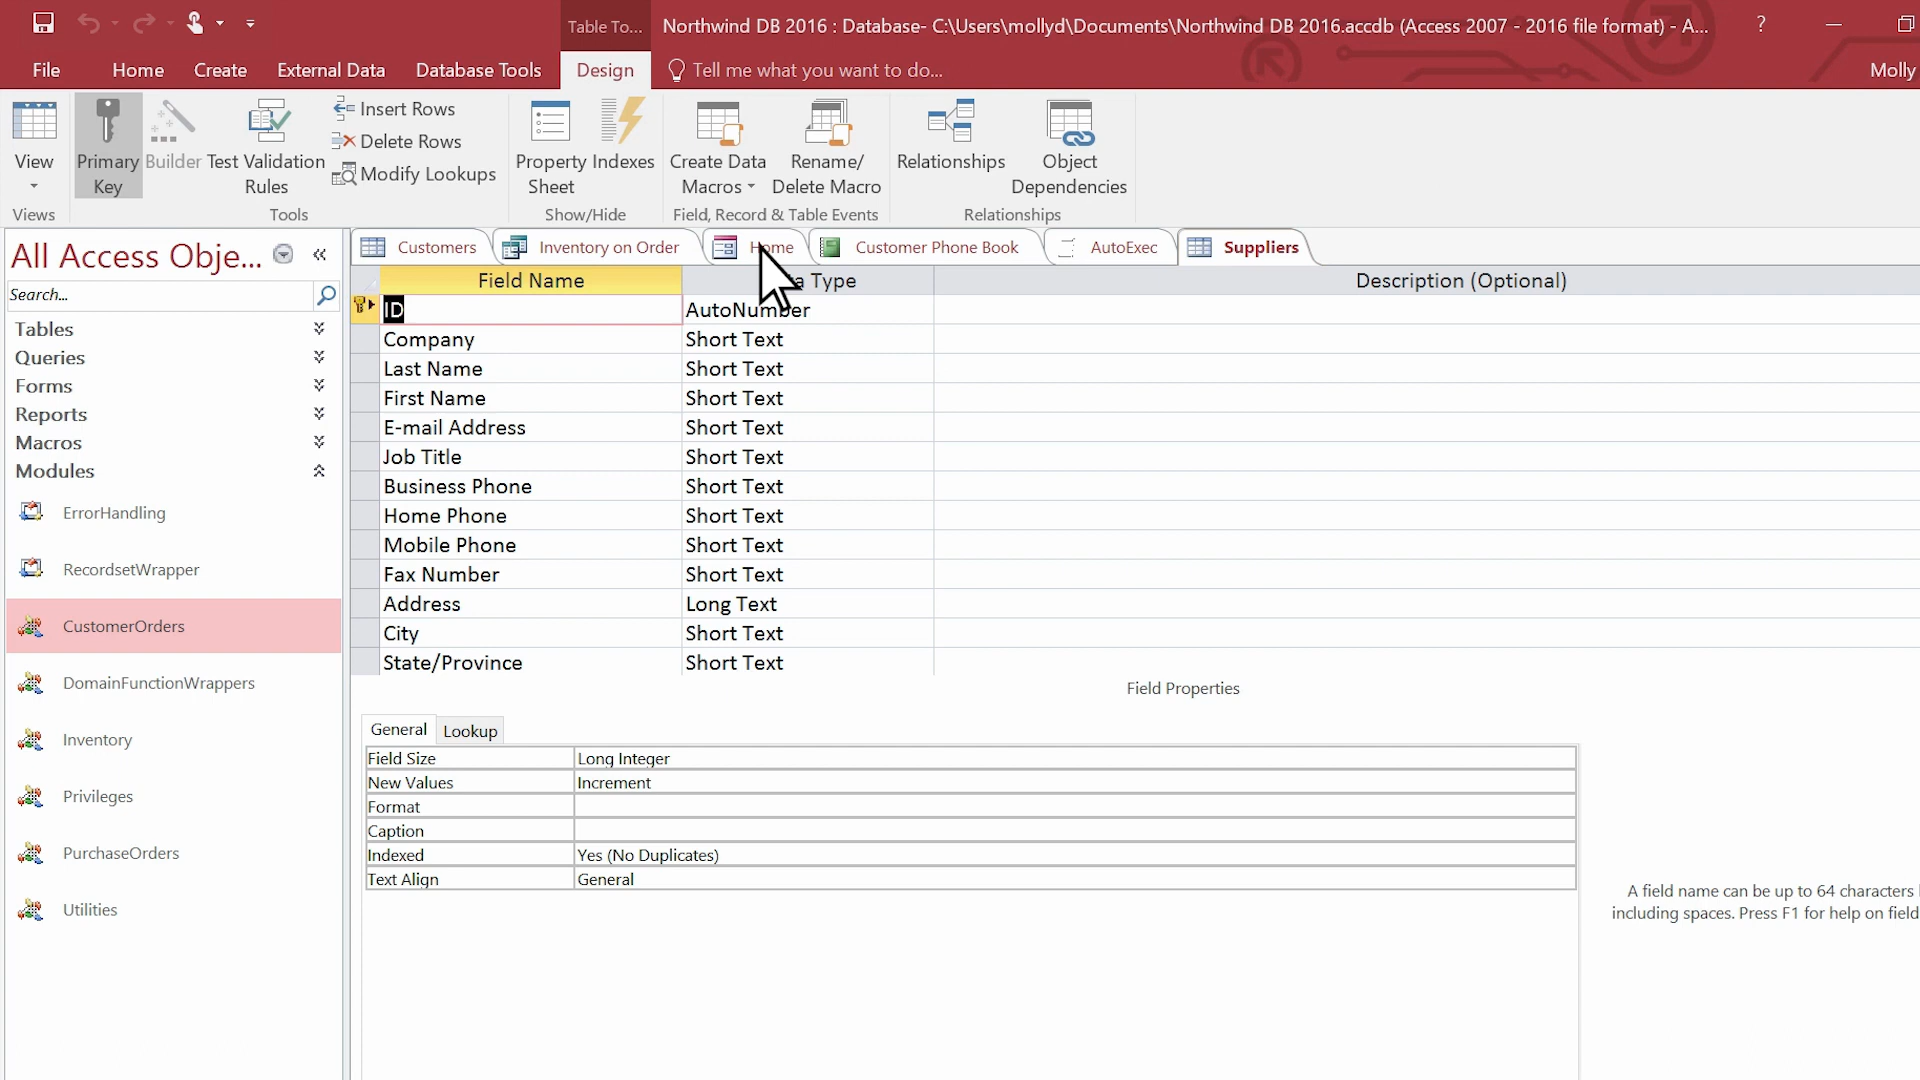 Table To...
Northwind DB 2016 : Database- C:\Users\mollyd\Documents\Northwind DB 2016.accdb (Access 2007 - 2016 file format) - A...
?
File
Home
Create
External Data
Database Tools
Design
Tell me what you want to do...
Molly
View
Primary Key
Builder
Test Validation Rules
Insert Rows
Delete Rows
Modify Lookups
Property Sheet
Indexes
Create Data Macros
Rename/ Delete Macro
Relationships
Object Dependencies
Views
Tools
Show/Hide
Field, Record & Table Events
Relationships
All Access Obje...
Search...
Tables
Queries
Forms
Reports
Macros
Modules
ErrorHandling
RecordsetWrapper
CustomerOrders
DomainFunctionWrappers
Inventory
Privileges
PurchaseOrders
Utilities
Customers
Inventory on Order
Home
Customer Phone Book
AutoExec
Suppliers
Field Name
Type
Description (Optional)
ID
AutoNumber
Company
Short Text
Last Name
Short Text
First Name
Short Text
E-mail Address
Short Text
Job Title
Short Text
Business Phone
Short Text
Home Phone
Short Text
Mobile Phone
Short Text
Fax Number
Short Text
Address
Long Text
City
Short Text
State/Province
Short Text
Field Properties
General
Lookup
Field Size
Long Integer
New Values
Increment
Format
Caption
Indexed
Yes (No Duplicates)
Text Align
General
A field name can be up to 64 characters
including spaces. Press F1 for help on field